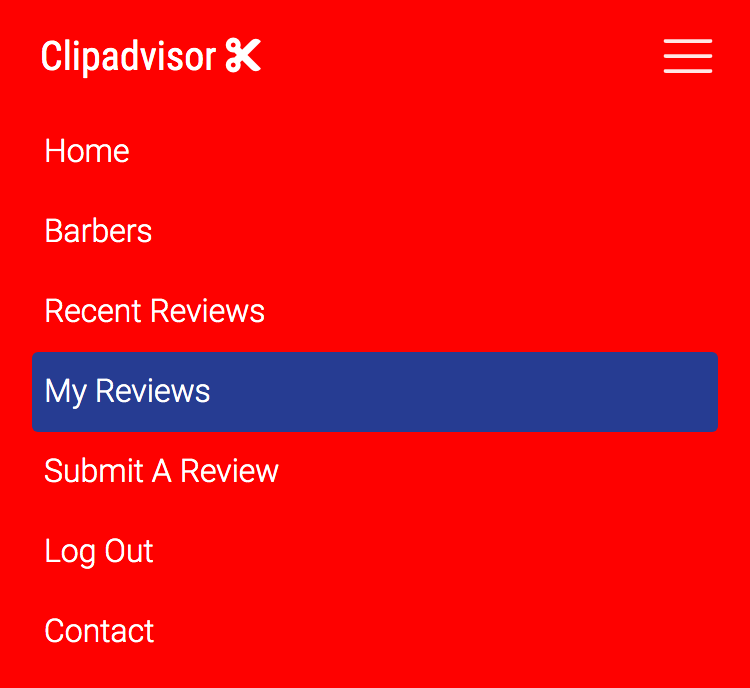 Clipadvisor
Home
Barbers
Recent Reviews
My Reviews
Submit A Review
Log Out
Contact